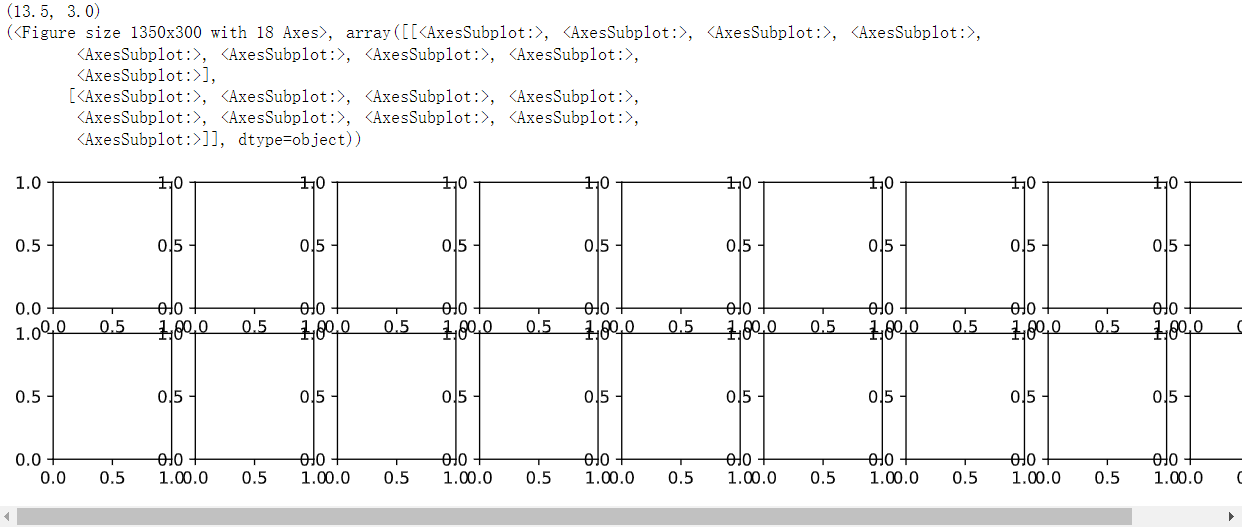 (13.5, 3.0)
(<Figure size 1350x300 with 18 Axes>, array([[<AxesSubplot:>, <AxesSubplot:>, <AxesSubplot:>, <AxesSubplot:>,
<AxesSubplot:>, <AxesSubplot:>, <AxesSubplot:>, <AxesSubplot:>,
<AxesSubplot:>],
[<AxesSubplot:>, <AxesSubplot:>, <AxesSubplot:>, <AxesSubplot:>,
<AxesSubplot:>, <AxesSubplot:>, <AxesSubplot:>, <AxesSubplot:>,
<AxesSubplot:>]], dtype=object))
1.0 1.0 1.0 1.0 1.0 1.0 1.0 1.0 1.0
0.5 0.5 0.5 0.5 0.5 0.5 0.5 0.5 0.5
0.0 0.0 0.0 0.0 0.0 0.0 0.0 0.0 0.0
0.0 0.5 1.0 0.0 0.5 1.0 0.0 0.5 1.0 0.0 0.5 1.0 0.0 0.5 1.0 0.0 0.5 1.0 0.0 0.5 1.0 0.0 0.5 1.0 0.0
1.0 1.0 1.0 1.0 1.0 1.0 1.0 1.0 1.0
0.5 0.5 0.5 0.5 0.5 0.5 0.5 0.5 0.5
0.0 0.0 0.0 0.0 0.0 0.0 0.0 0.0 0.0
0.0 0.5 1.0 0.0 0.5 1.0 0.0 0.5 1.0 0.0 0.5 1.0 0.0 0.5 1.0 0.0 0.5 1.0 0.0 0.5 1.0 0.0 0.5 1.0 0.0